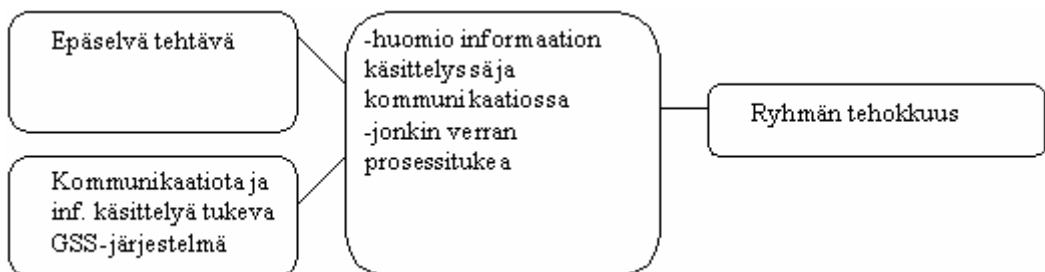 Epäselvä tehtävä
Kommunikaatiota ja
inf. käsittelyä tukeva
GSS-järjestelmä
-huomio informaation
käsittelyssä ja
kommunikaatiossa
-jonkin verran
prosessitukea
Ryhmän tehokkuus